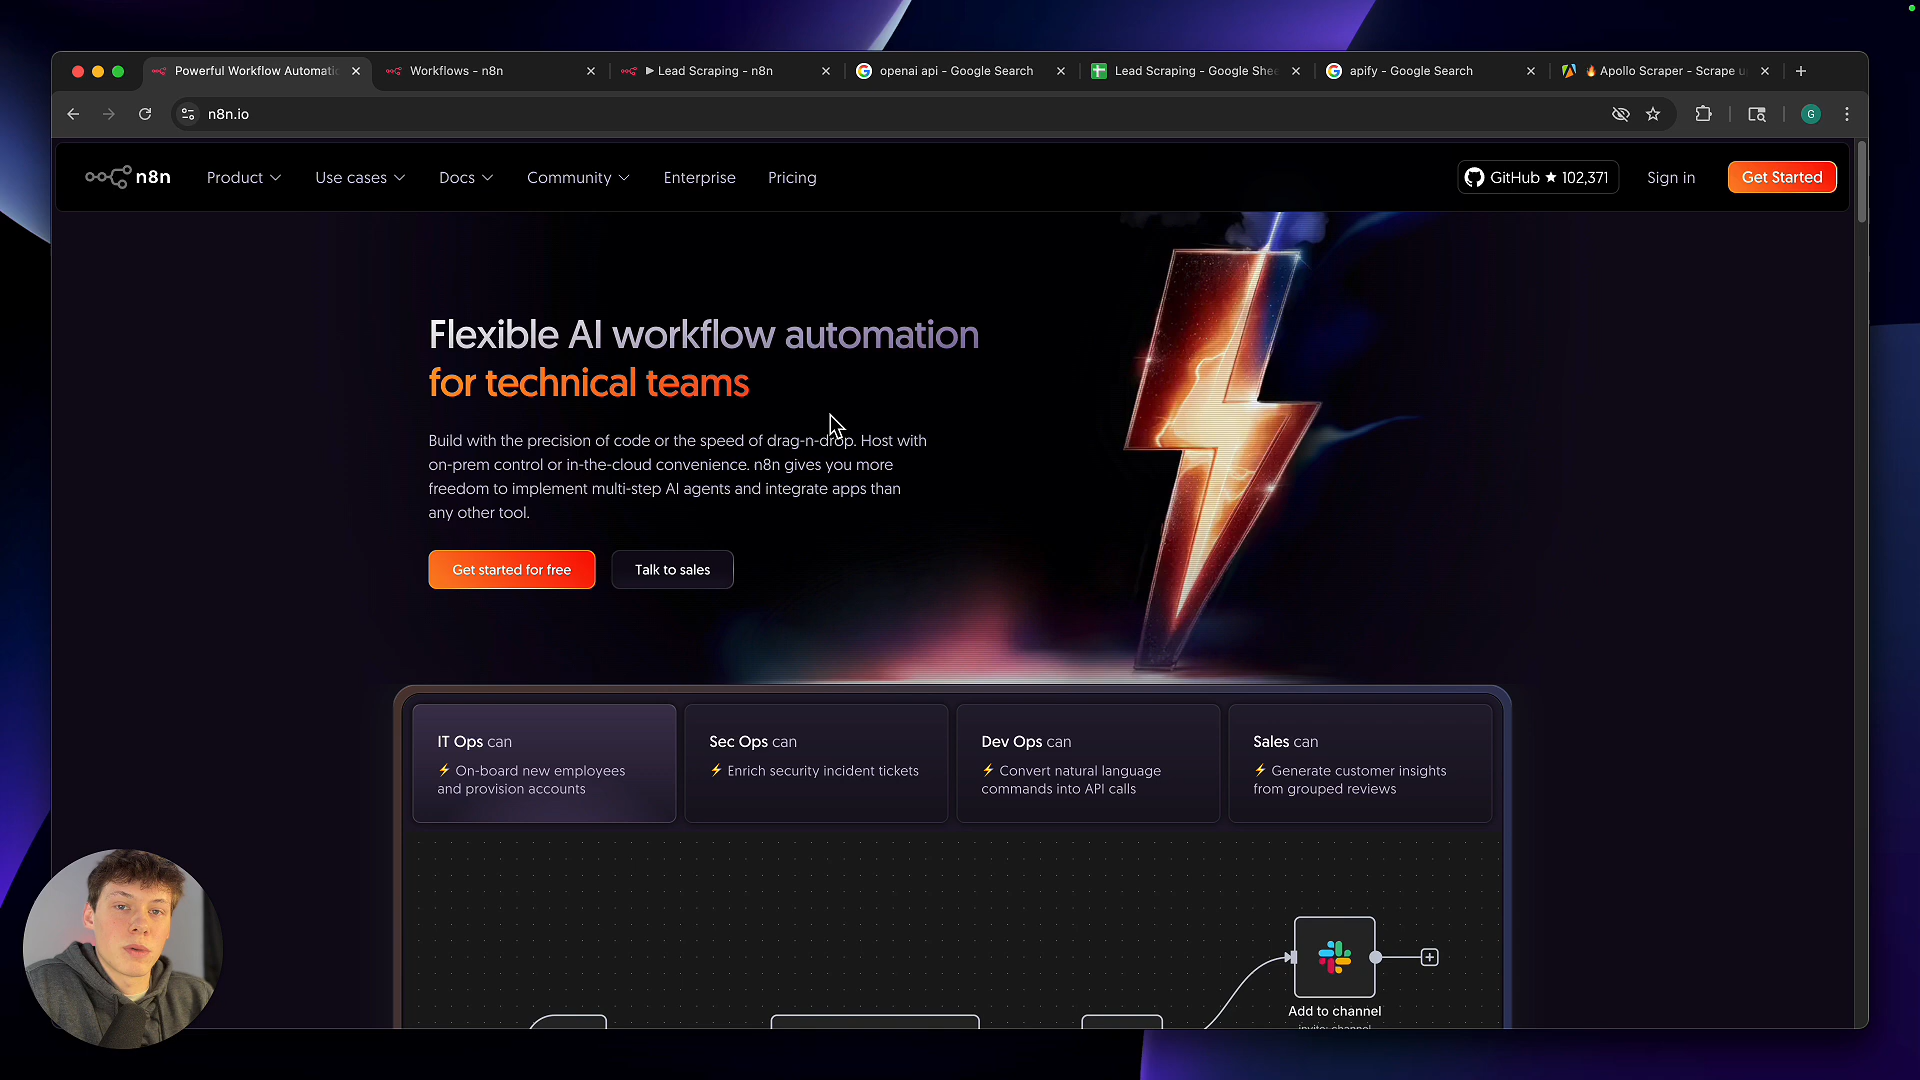 Powerful Workflow Automati
Workflows - n8n
Lead Scraping - n8n
openai api - Google Search
Lead Scraping - Google She
apify - Google Search
Apollo Scraper - Scrape u
n8n.io
G
n8n
Product
Use cases
Docs
Community
Enterprise
Pricing
GitHub ★ 102,371
Sign in
Get Started
Flexible AI workflow automation
for technical teams
Build with the precision of code or the speed of drag-n-drop. Host with
on-prem control or in-the-cloud convenience. n8n gives you more
freedom to implement multi-step AI agents and integrate apps than
any other tool.
Get started for free
Talk to sales
IT Ops can
⚡ On-board new employees
and provision accounts
Sec Ops can
⚡ Enrich security incident tickets
Dev Ops can
⚡ Convert natural language
commands into API calls
Sales can
⚡ Generate customer insights
from grouped reviews
Add to channel